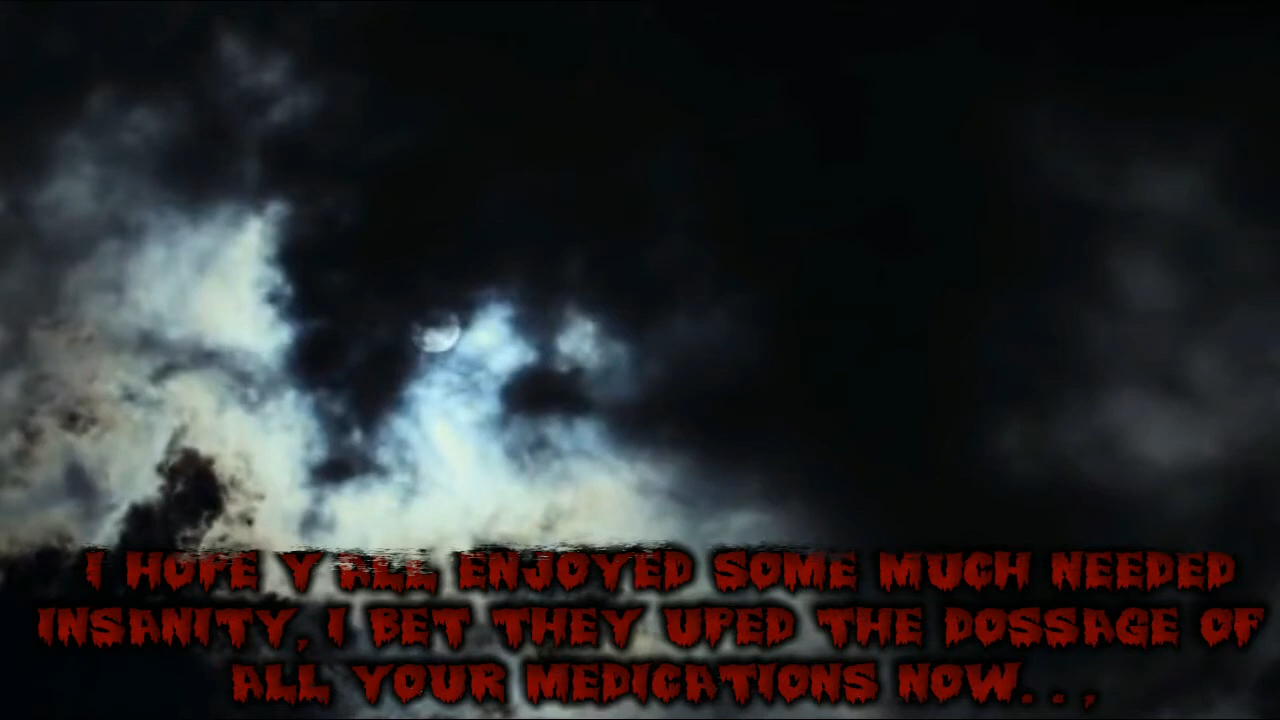 I HOPE Y'ALL ENJOYED SOME MUCH NEEDED
INSANITY, I BET THEY UPED THE DOSSAGE OF
ALL YOUR MEDICATIONS NOW. . ,